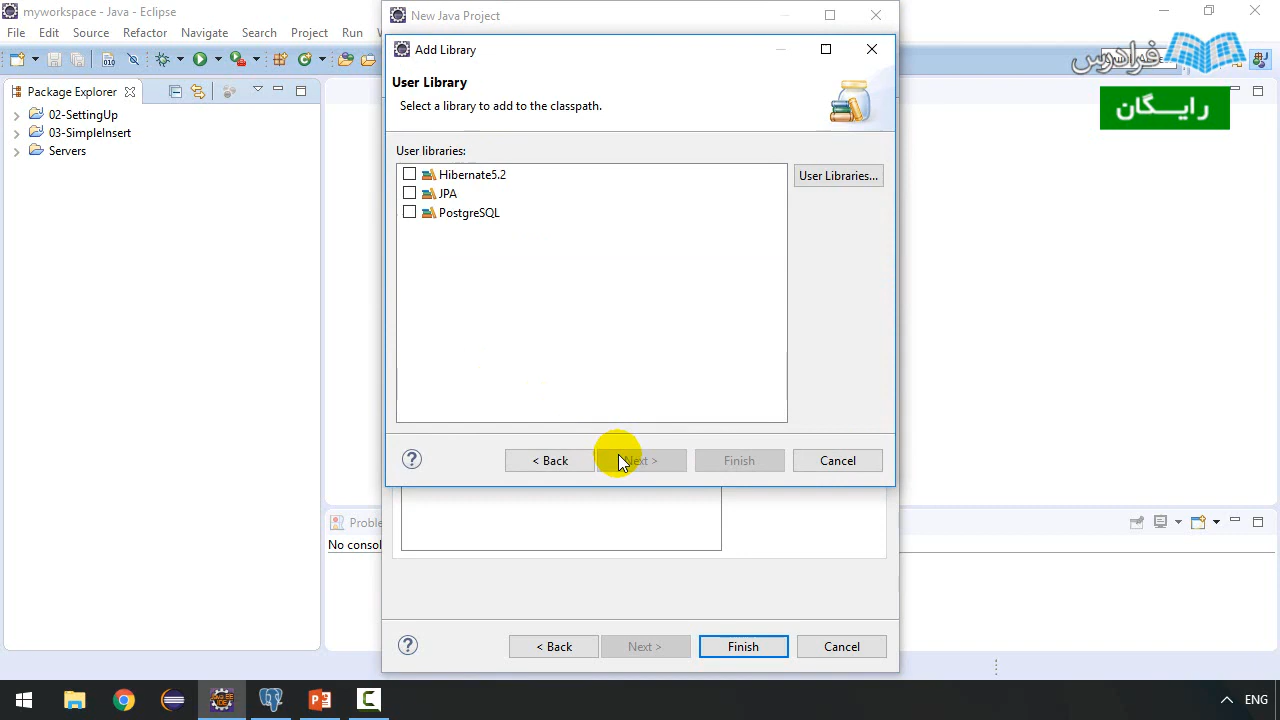 myworkspace - Java - Eclipse
New Java Project
File Edit Source Refactor Navigate Search Project Run
Add Library
فرادرس
User Library
Select a library to add to the classpath.
رایگان
Package Explorer
02-SettingUp
03-SimpleInsert
Servers
User libraries:
Hibernate5.2
JPA
PostgreSQL
User Libraries...
< Back
Next >
Finish
Cancel
Proble
No consol
< Back
Next >
Finish
Cancel
ENG